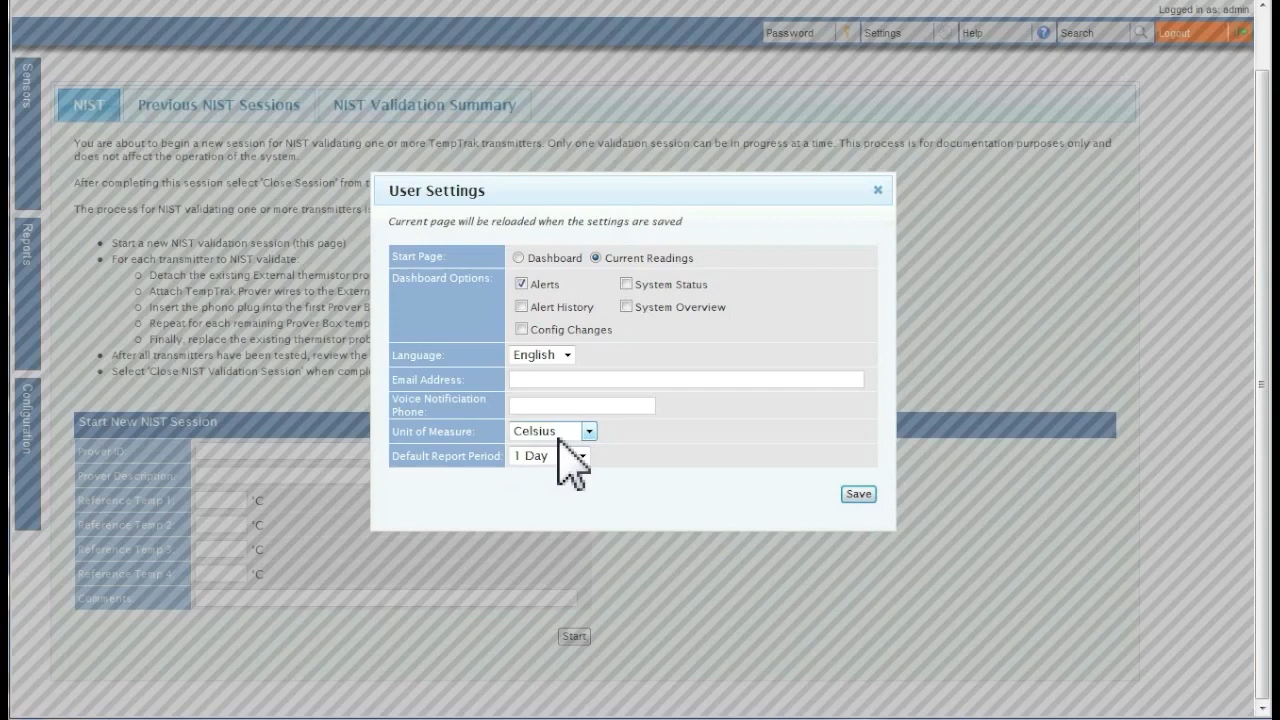 Logged in as: admin
Password Settings Help Search Logout
Sensors
Reports
Configuration
NIST Previous NIST Sessions NIST Validation Summary
You are about to begin a new session for NIST validating one or more TempTrak transmitters. Only one validation session can be in progress at a time. This process is for documentation purposes only and
does not affect the operation of the system.
After completing this session select 'Close Session' from t
The process for NIST validating one or more transmitters is
Start a new NIST validation session (this page)
For each transmitter to NIST validate:
Detach the existing External thermistor pro
Attach TempTrak Prover wires to the Extern
Insert the phono plug into the first Prover B
Repeat for each remaining Prover Box temp
Finally, replace the existing thermistor prob
After all transmitters have been tested, review the
Select 'Close NIST Validation Session' when compl
Start New NIST Session
Prover ID:
Prover Description:
Reference Temp 1: °C
Reference Temp 2: °C
Reference Temp 3: °C
Reference Temp 4: °C
Comments:
Start
User Settings
Current page will be reloaded when the settings are saved
Start Page: Dashboard Current Readings
Dashboard Options: Alerts System Status
Alert History System Overview
Config Changes
Language: English
Email Address:
Voice Notificiation
Phone:
Unit of Measure: Celsius
Default Report Period: 1 Day
Save